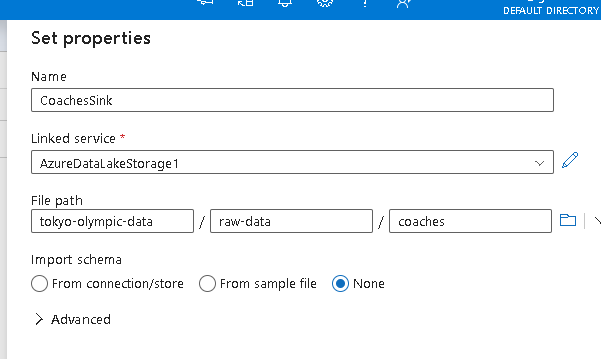 DEFAULT DIRECTORY
Set properties
Name
CoachesSink
Linked service *
AzureDataLakeStorage1
File path
tokyo-olympic-data / raw-data / coaches
Import schema
From connection/store From sample file None
Advanced